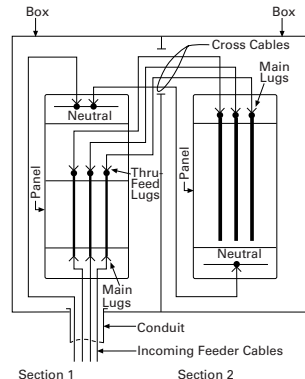 Box
Box
Cross Cables
Main
Lugs
Neutral
Panel
Thru-
Feed
Lugs
Panel
Neutral
Main
Lugs
Conduit
Incoming Feeder Cables
Section 1
Section 2